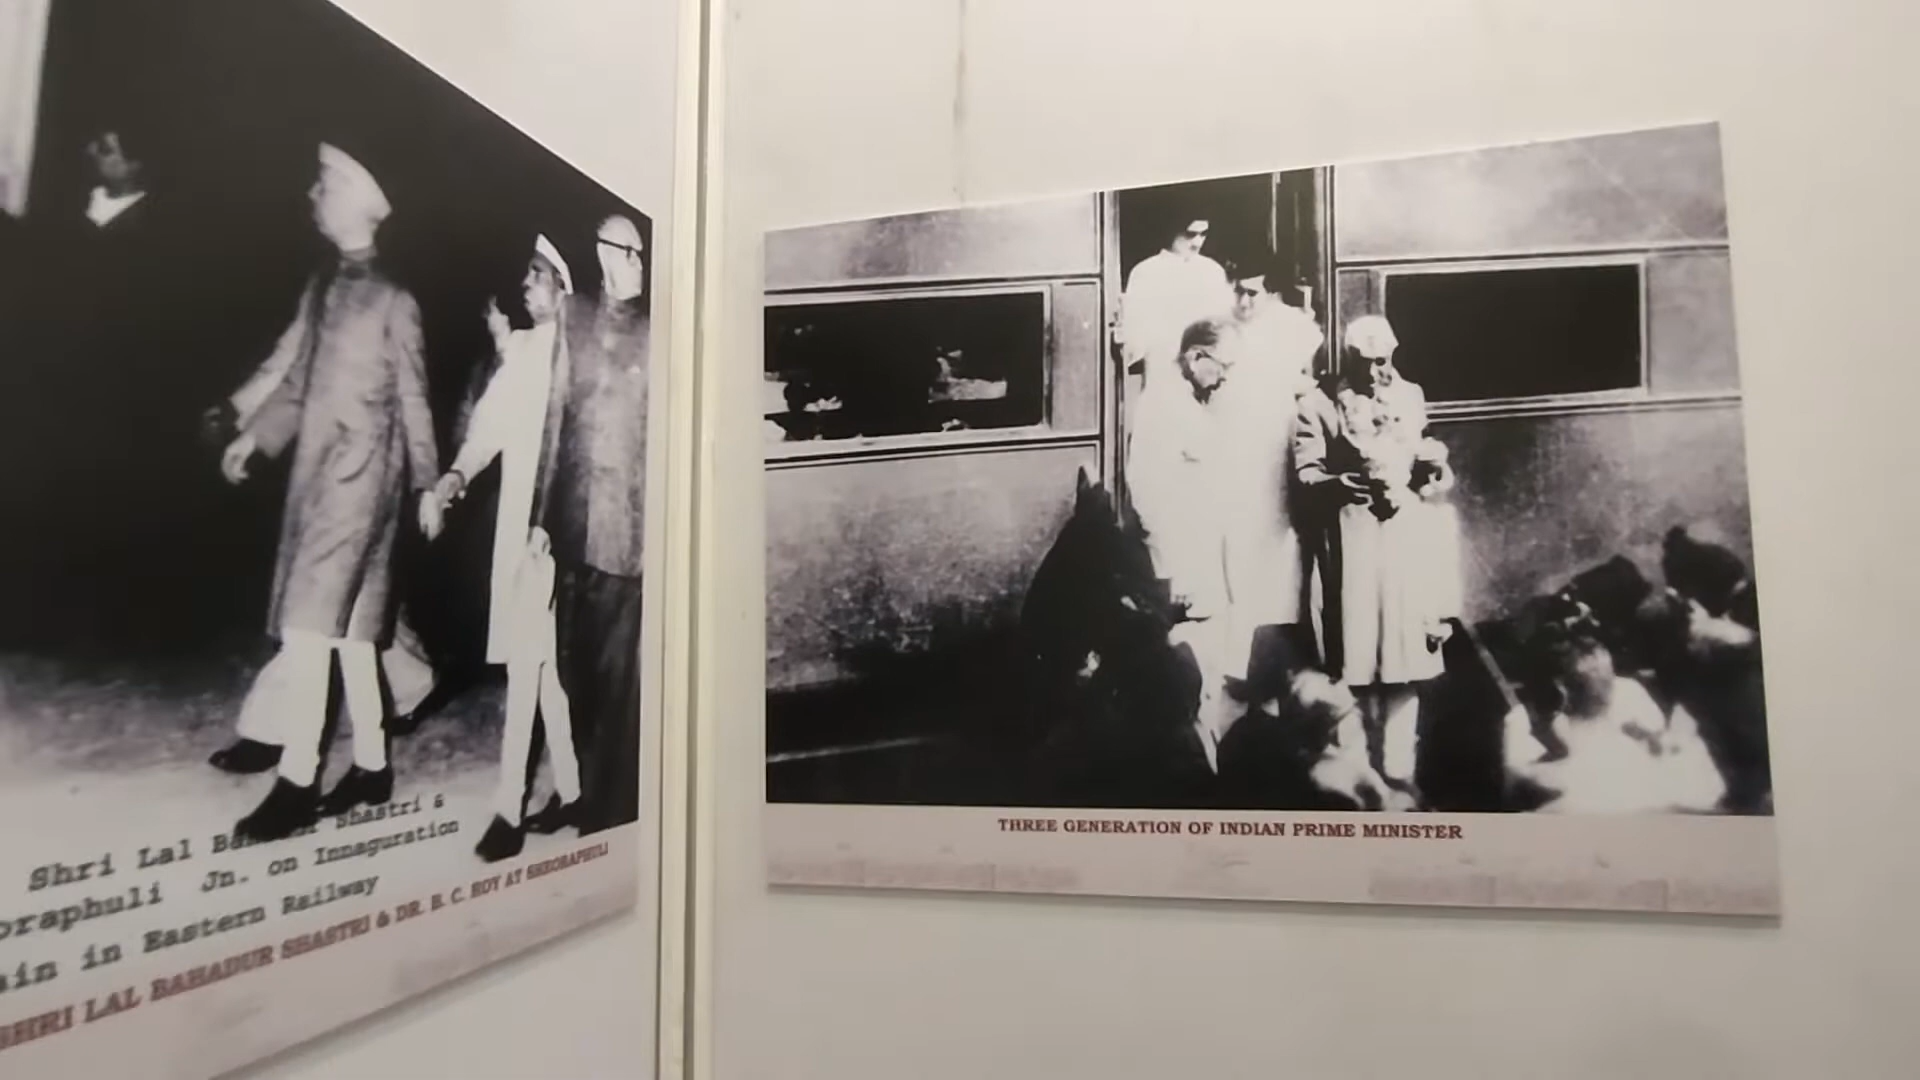 Shri Lal Bahadur Shastri &
oraphuli Jn. on Innaguration
ain in Eastern Railway
SHRI LAL BAHADUR SHASTRI & DR. B. C. ROY AT SHEORAPHULI
THREE GENERATION OF INDIAN PRIME MINISTER